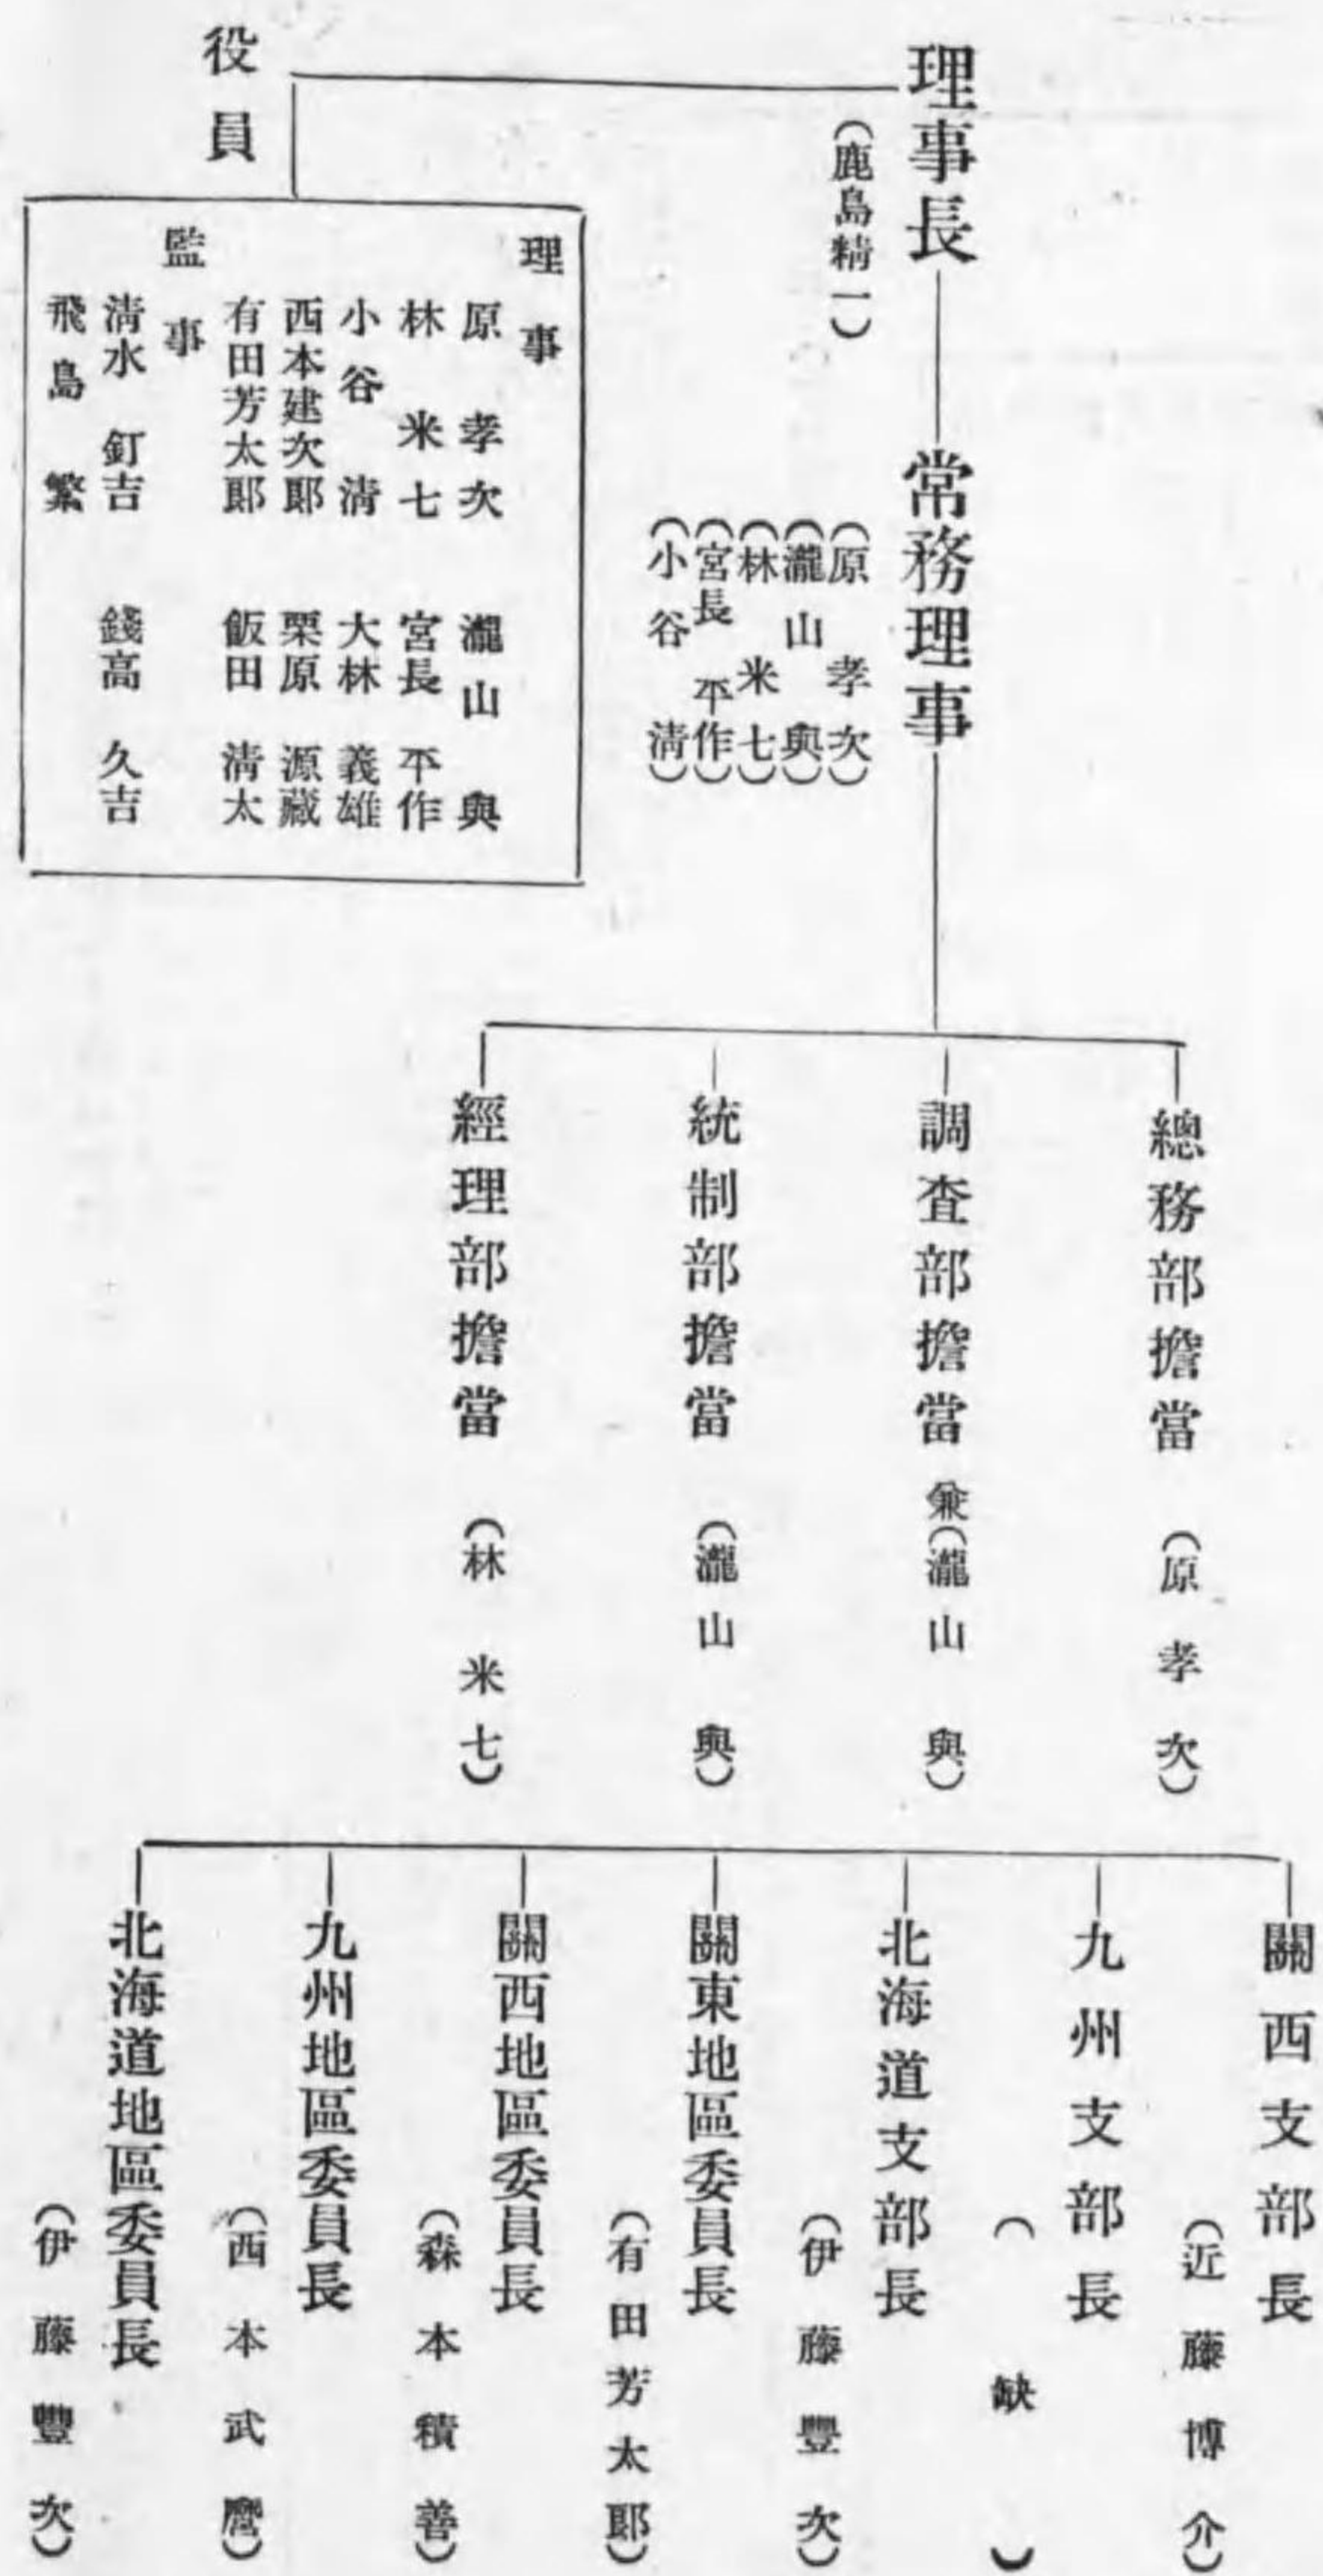 理事長
（鹿島精一）
常務理事
（原孝次）
（瀧山與）
（林米七）
（宮長平作）
（小谷清）
役員
理事
原孝次 瀧山與
林米七 宮長平作
小谷清 大林義雄
西本建次郎 栗原源藏
有田芳太郎 飯田清太
監事
清水釘吉 錢高久吉
飛島繁
總務部擔當（原孝次）
調査部擔當兼（瀧山與）
統制部擔當（瀧山與）
經理部擔當（林米七）
關西支部長
（近藤博介）
九州支部長
（缺）
北海道支部長
（伊藤豐次）
關東地區委員長
（有田芳太郎）
關西地區委員長
（森本積善）
九州地區委員長
（西本武麿）
北海道地區委員長
（伊藤豐次）